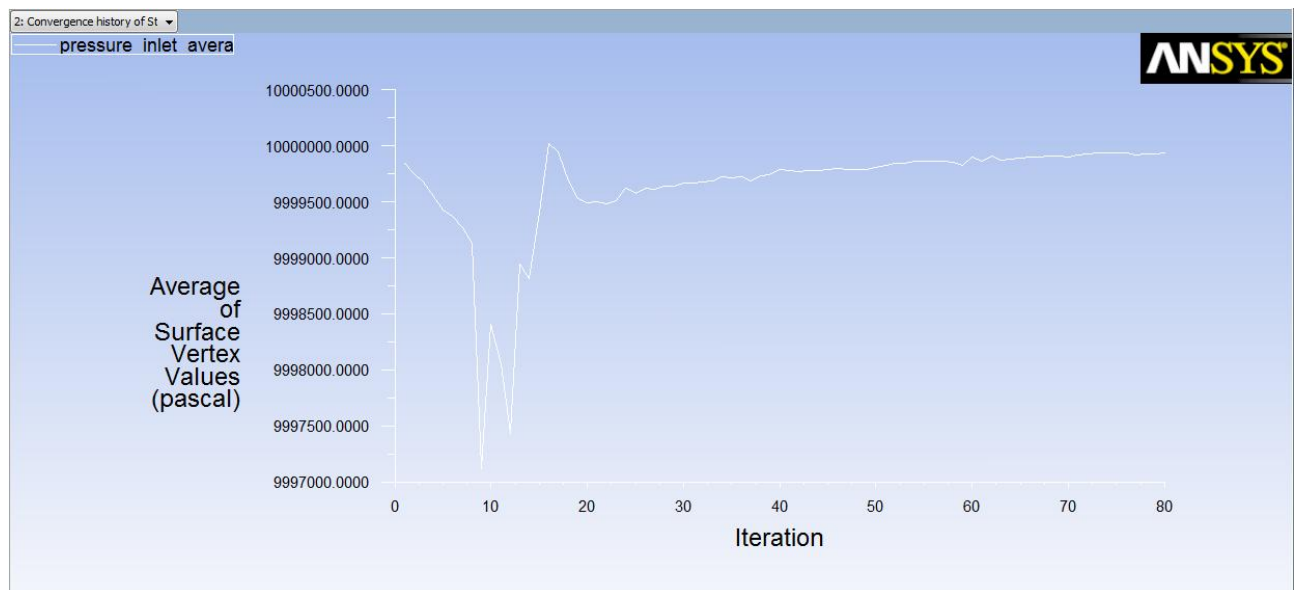 2: Convergence history of St
pressure_inlet_avera
ANSYS
10000500.0000
10000000.0000
9999500.0000
9999000.0000
9998500.0000
9998000.0000
9997500.0000
9997000.0000
Average
of
Surface
Vertex
Values
(pascal)
0 10 20 30 40 50 60 70 80
Iteration